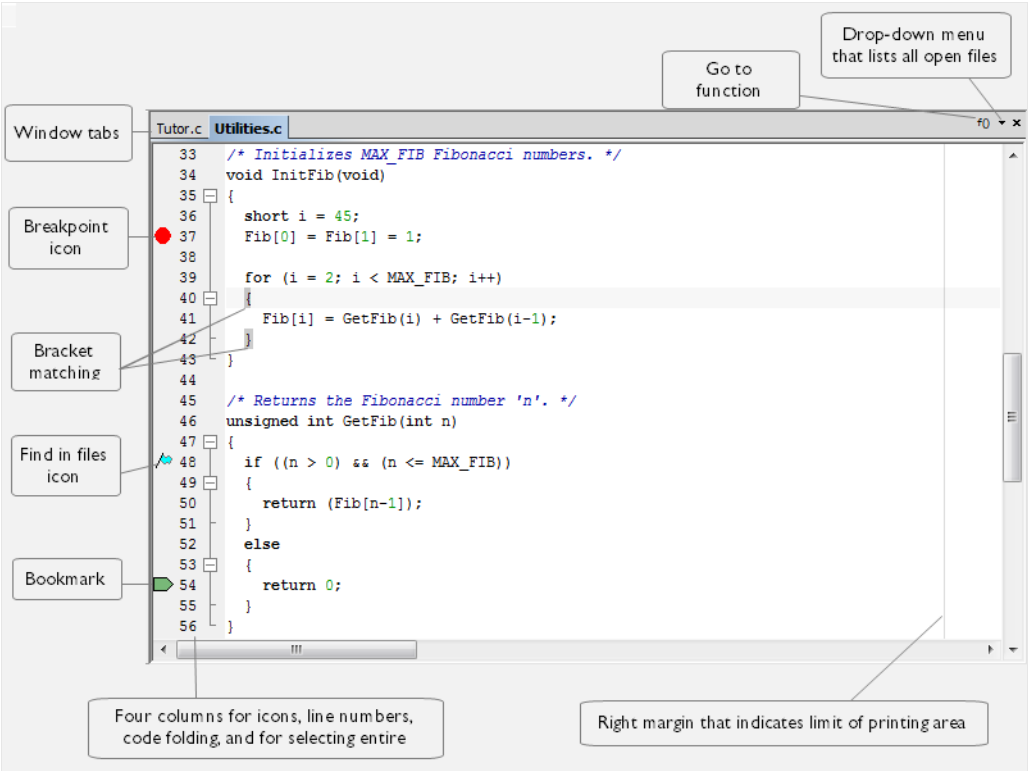 Drop-down menu
that lists all open files
Go to
function
Window tabs
Tutor.c Utilities.c
f()
33 /* Initializes MAX_FIB Fibonacci numbers. */
34 void InitFib(void)
35 {
36 short i = 45;
Breakpoint
icon
37 Fib[0] = Fib[1] = 1;
38
39 for (i = 2; i < MAX_FIB; i++)
40 {
41 Fib[i] = GetFib(i) + GetFib(i-1);
42 }
Bracket
matching
43 }
44
45 /* Returns the Fibonacci number 'n'. */
46 unsigned int GetFib(int n)
47 {
Find in files
icon
48 if ((n > 0) && (n <= MAX_FIB))
49 {
50 return (Fib[n-1]);
51 }
52 else
53 {
Bookmark
54 return 0;
55 }
56 }
Four columns for icons, line numbers,
code folding, and for selecting entire
Right margin that indicates limit of printing area